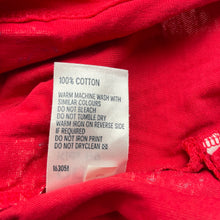 100% COTTON
WARM MACHINE WASH WITH
SIMILAR COLOURS
DO NOT BLEACH
DO NOT TUMBLE DRY
WARM IRON ON REVERSE SIDE
IF REQUIRED
DO NOT IRON PRINT
DO NOT DRYCLEAN
163051